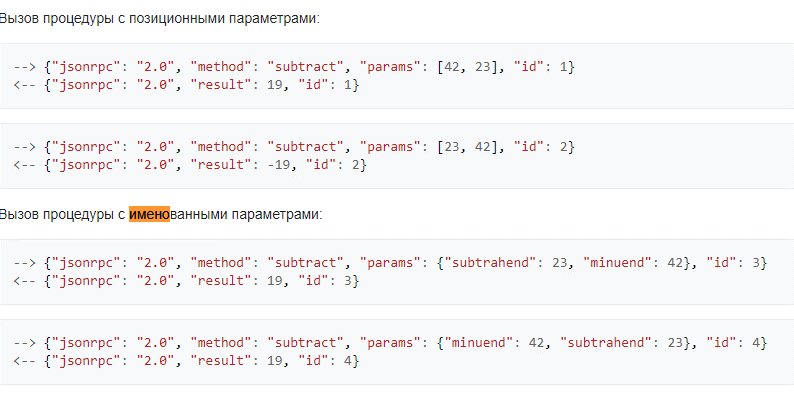 Вызов процедуры с позиционными параметрами:
--> {"jsonrpc": "2.0", "method": "subtract", "params": [42, 23], "id": 1}
<-- {"jsonrpc": "2.0", "result": 19, "id": 1}
--> {"jsonrpc": "2.0", "method": "subtract", "params": [23, 42], "id": 2}
<-- {"jsonrpc": "2.0", "result": -19, "id": 2}
Вызов процедуры с именованными параметрами:
--> {"jsonrpc": "2.0", "method": "subtract", "params": {"subtrahend": 23, "minuend": 42}, "id": 3}
<-- {"jsonrpc": "2.0", "result": 19, "id": 3}
--> {"jsonrpc": "2.0", "method": "subtract", "params": {"minuend": 42, "subtrahend": 23}, "id": 4}
<-- {"jsonrpc": "2.0", "result": 19, "id": 4}